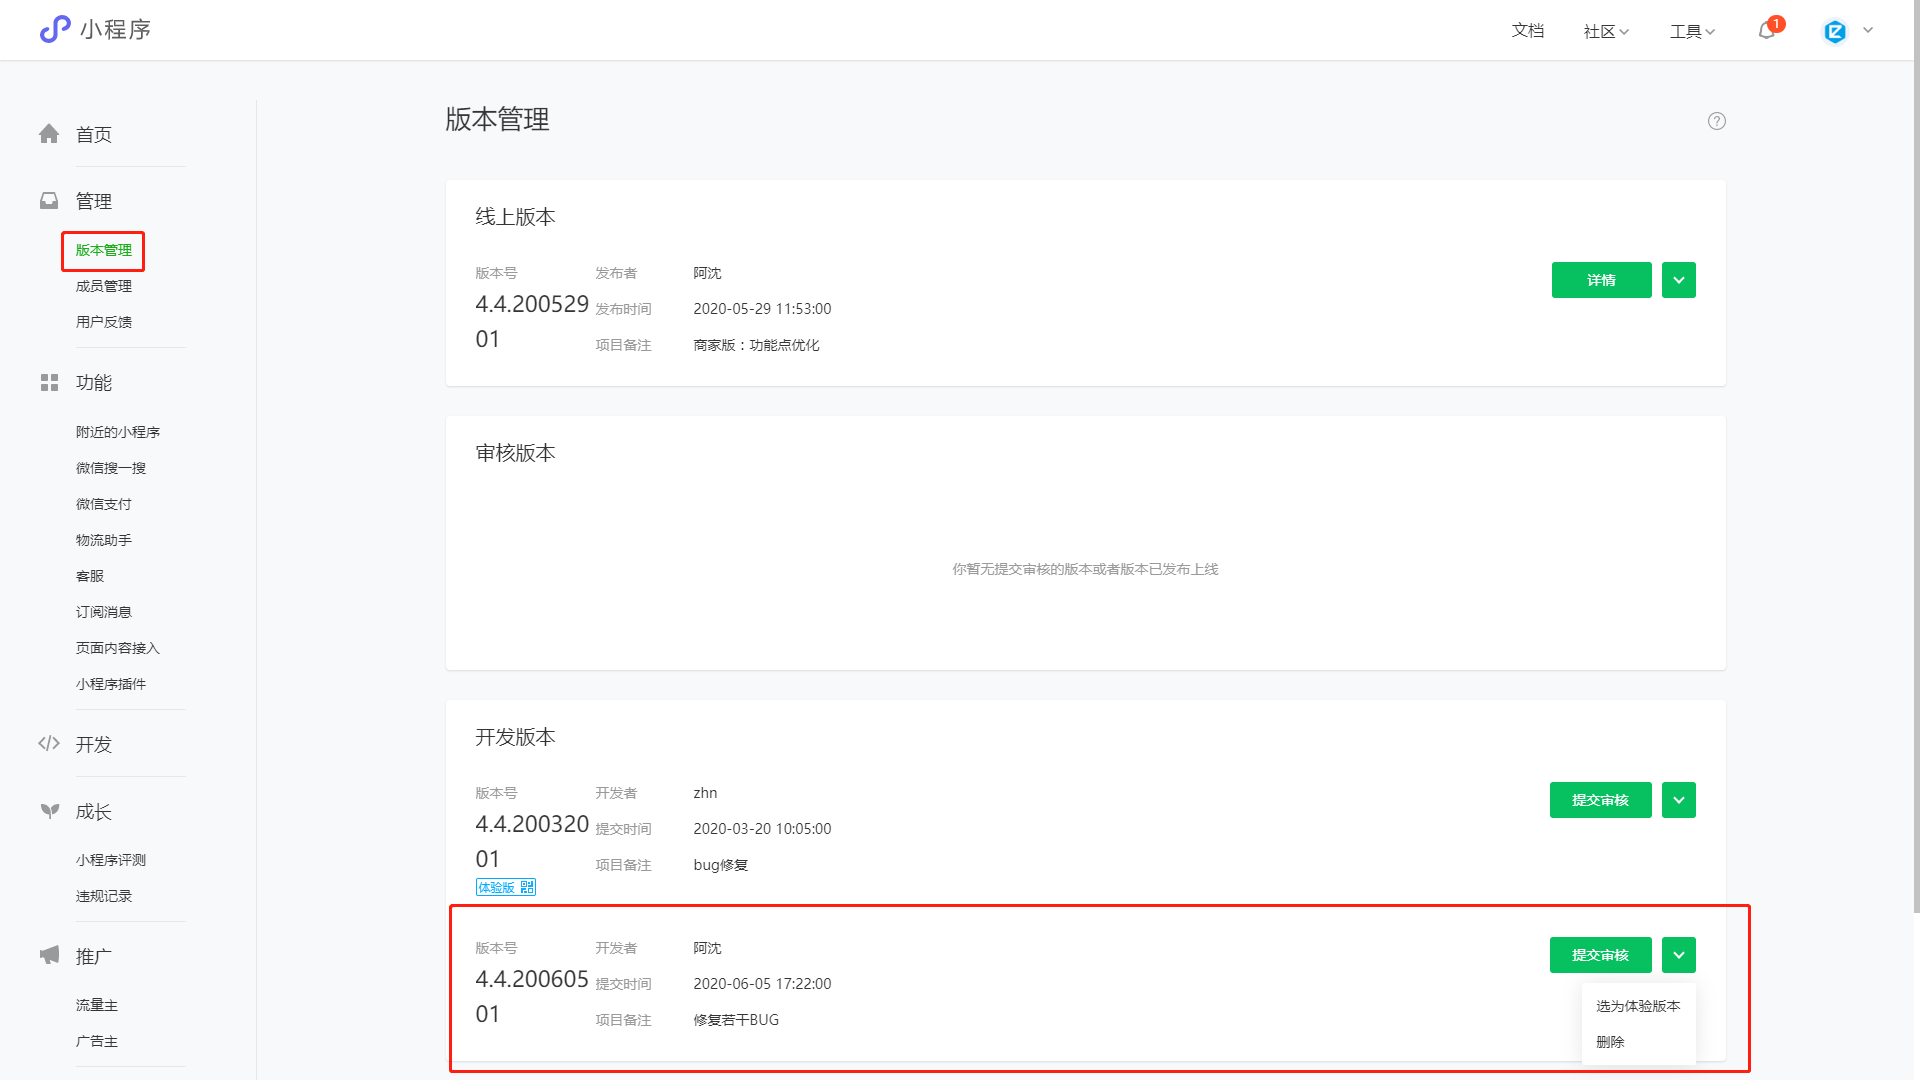 小程序
文档
社区
工具
1
首页
管理
版本管理
成员管理
用户反馈
功能
附近的小程序
微信搜一搜
微信支付
物流助手
客服
订阅消息
页面内容接入
小程序插件
开发
成长
小程序评测
违规记录
推广
流量主
广告主
版本管理
?
线上版本
版本号
4.4.200529
01
发布者 阿沈
发布时间 2020-05-29 11:53:00
项目备注 商家版：功能点优化
详情
审核版本
你暂无提交审核的版本或者版本已发布上线
开发版本
版本号
4.4.200320
01
体验版
开发者 zhn
提交时间 2020-03-20 10:05:00
项目备注 bug修复
提交审核
版本号
4.4.200605
01
开发者 阿沈
提交时间 2020-06-05 17:22:00
项目备注 修复若干BUG
提交审核
选为体验版本
删除